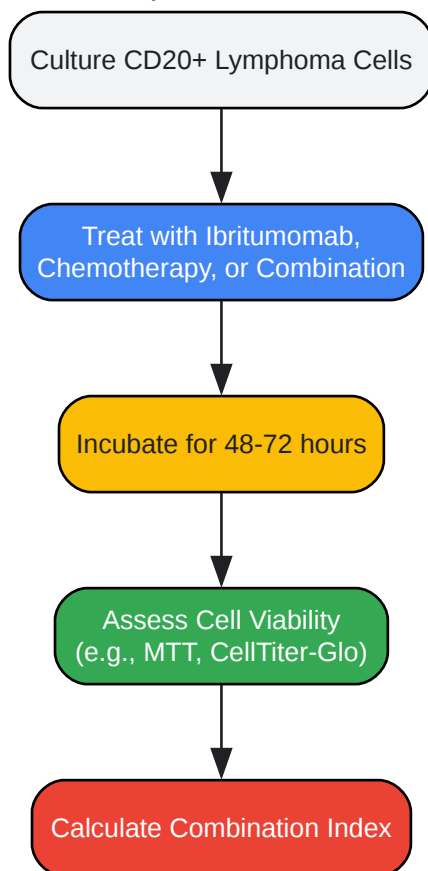 Culture CD20+ Lymphoma Cells
Treat with Ibritumomab,
Chemotherapy, or Combination
Incubate for 48-72 hours
Assess Cell Viability
(e.g., MTT, CellTiter-Glo)
Calculate Combination Index